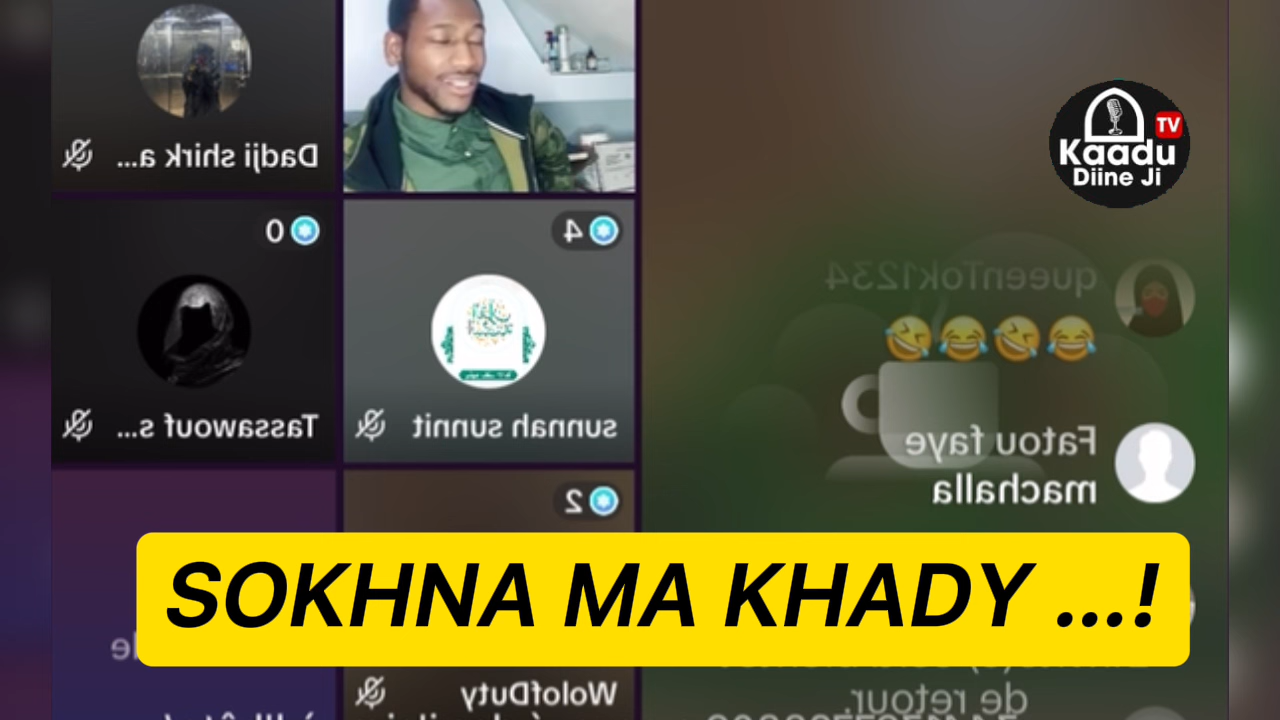 Dadji shirk a...
TV
Kaadu
Diine Ji
0
4
queenTok1234
Tassawouf s...
sunnah sunnit
Fatou faye
machalla
2
SOKHNA MA KHADY ...!
WolofDuty
de retour.